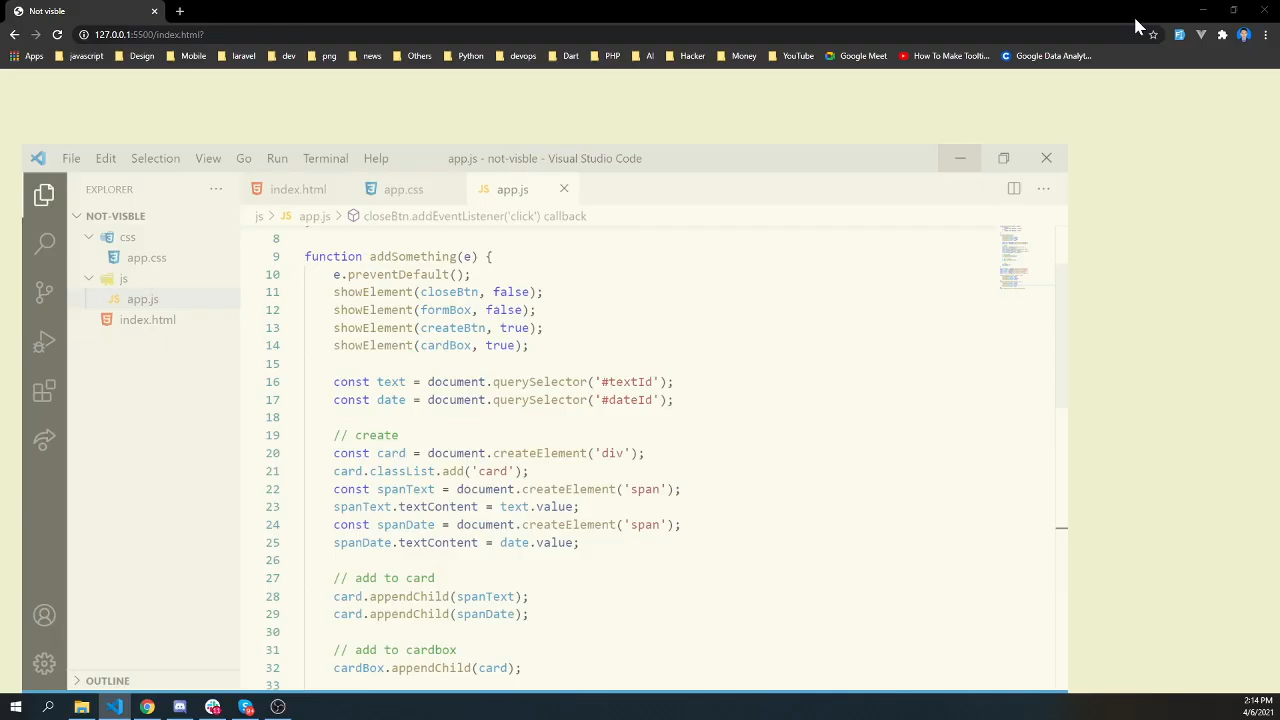 Not-visible
127.0.0.1:5500/index.html?
Apps javascript Design Mobile laravel dev png news Others Python devops Dart PHP AI Hacker Money YouTube Google Meet How To Make Tooltip... Google Data Analyt...
File Edit Selection View Go Run Terminal Help app.js - not-visble - Visual Studio Code
EXPLORER
index.html app.css JS app.js
NOT-VISBLE
js > JS app.js > closeBtn.addEventListener('click') callback
css
app.css
js
JS app.js
index.html
8
9 function addSomething(e) {
10 e.preventDefault();
11 showElement(closeBtn, false);
12 showElement(formBox, false);
13 showElement(createBtn, true);
14 showElement(cardBox, true);
15
16 const text = document.querySelector('#textId');
17 const date = document.querySelector('#dateId');
18
19 // create
20 const card = document.createElement('div');
21 card.classList.add('card');
22 const spanText = document.createElement('span');
23 spanText.textContent = text.value;
24 const spanDate = document.createElement('span');
25 spanDate.textContent = date.value;
26
27 // add to card
28 card.appendChild(spanText);
29 card.appendChild(spanDate);
30
31 // add to cardbox
32 cardBox.appendChild(card);
33
OUTLINE
2:14 PM
4/6/2021